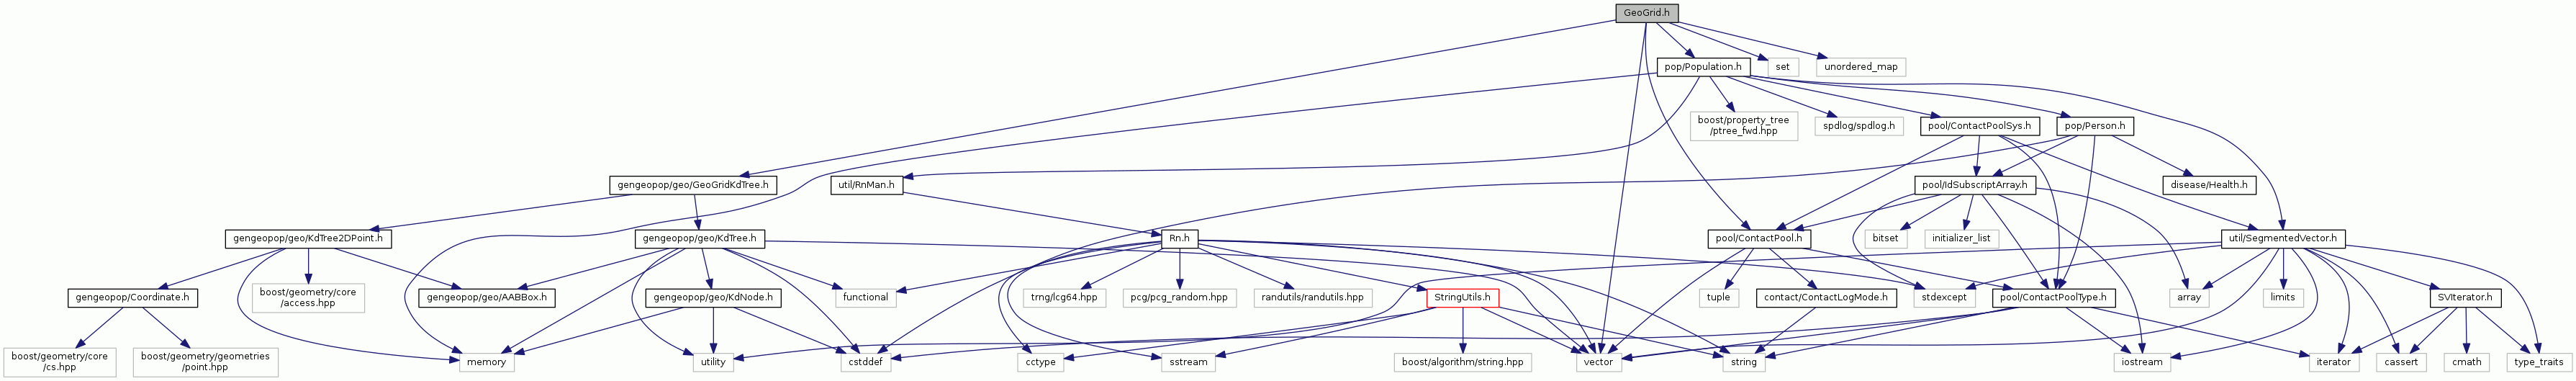 GeoGrid.h
pop/Population.h
set
unordered_map
boost/property_tree
/ptree_fwd.hpp
spdlog/spdlog.h
pool/ContactPoolSys.h
pop/Person.h
gengeopop/geo/GeoGridKdTree.h
util/RnMan.h
pool/IdSubscriptArray.h
disease/Health.h
gengeopop/geo/KdTree2DPoint.h
gengeopop/geo/KdTree.h
Rn.h
pool/ContactPool.h
bitset
initializer_list
util/SegmentedVector.h
gengeopop/Coordinate.h
boost/geometry/core
/access.hpp
gengeopop/geo/AABBox.h
gengeopop/geo/KdNode.h
functional
trng/lcg64.hpp
pcg/pcg_random.hpp
randutils/randutils.hpp
StringUtils.h
tuple
contact/ContactLogMode.h
stdexcept
pool/ContactPoolType.h
array
limits
SVIterator.h
boost/geometry/core
/cs.hpp
boost/geometry/geometries
/point.hpp
memory
utility
cstddef
cctype
sstream
boost/algorithm/string.hpp
vector
string
iostream
iterator
cassert
cmath
type_traits